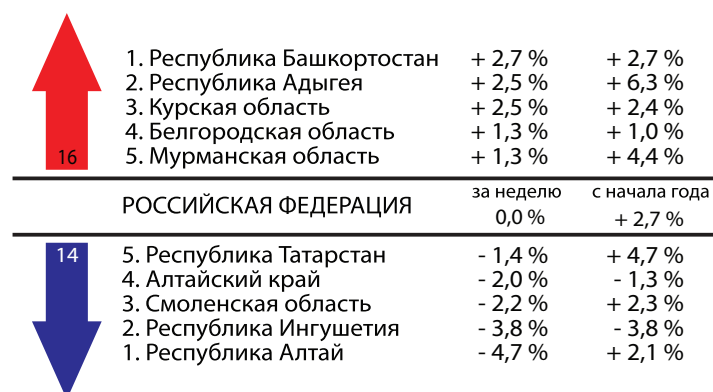 1. Республика Башкортостан + 2,7 % + 2,7 %
2. Республика Адыгея + 2,5 % + 6,3 %
3. Курская область + 2,5 % + 2,4 %
4. Белгородская область + 1,3 % + 1,0 %
16 5. Мурманская область + 1,3 % + 4,4 %
за неделю с начала года
РОССИЙСКАЯ ФЕДЕРАЦИЯ 0,0 % + 2,7 %
14 5. Республика Татарстан - 1,4 % + 4,7 %
4. Алтайский край - 2,0 % - 1,3 %
3. Смоленская область - 2,2 % + 2,3 %
2. Республика Ингушетия - 3,8 % - 3,8 %
1. Республика Алтай - 4,7 % + 2,1 %